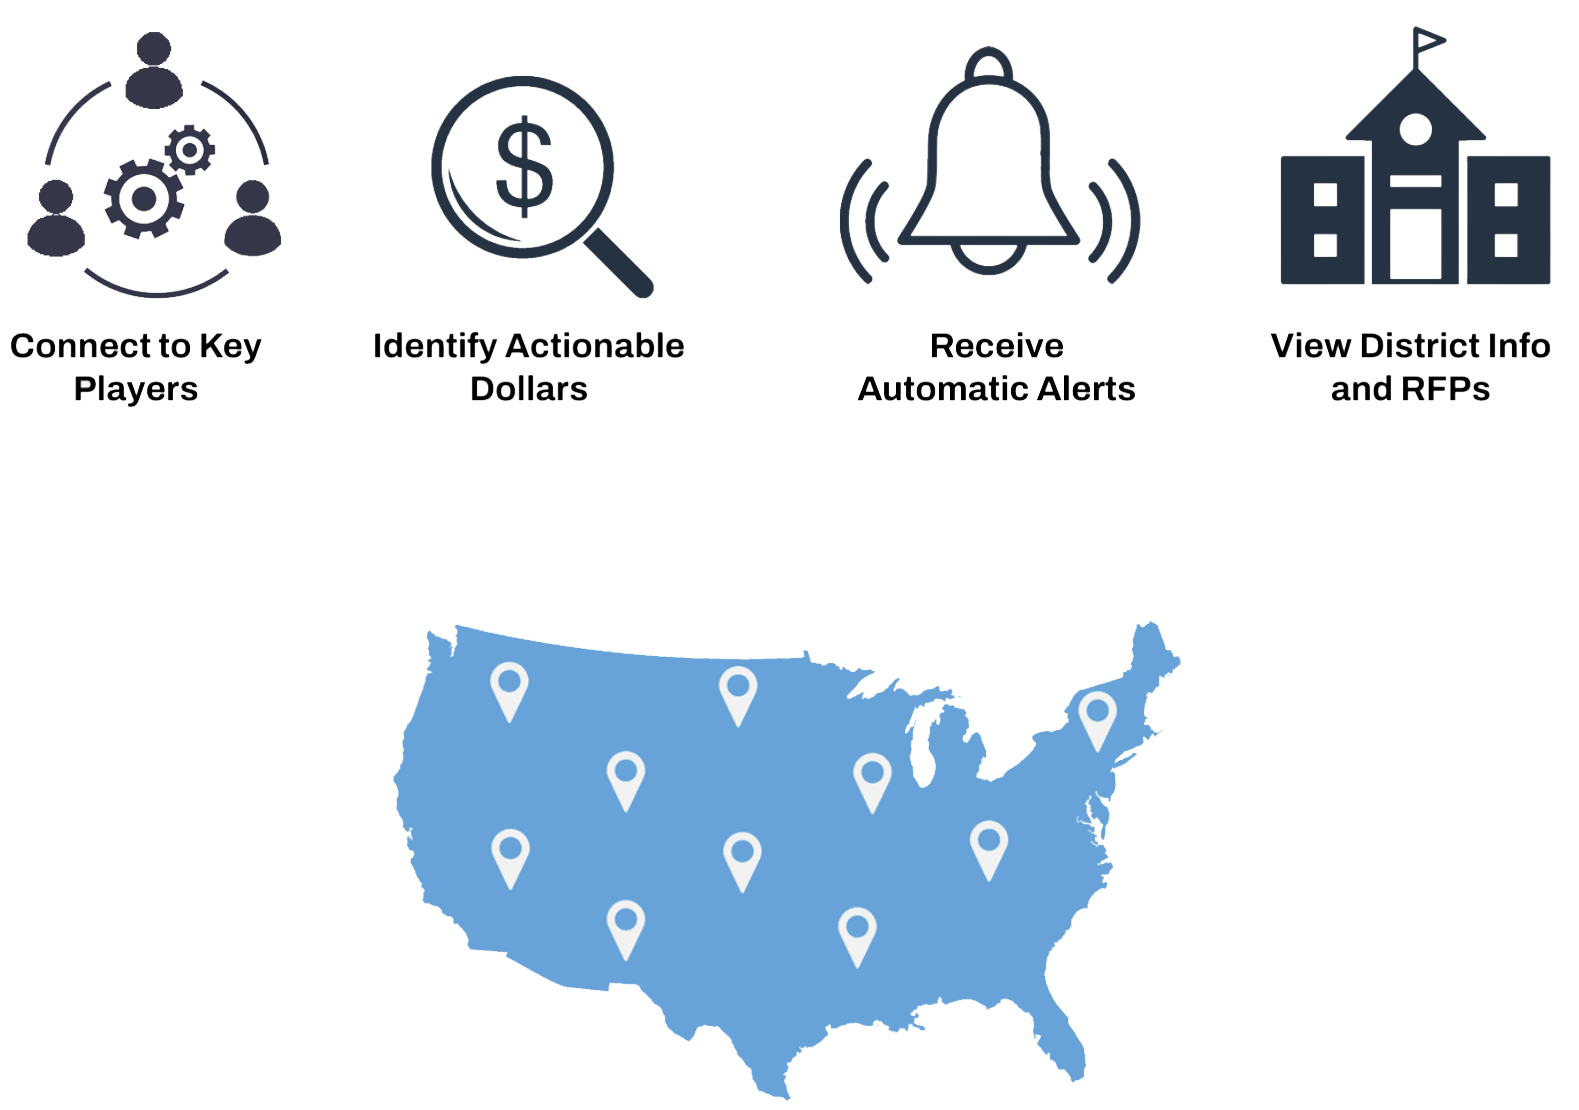 Connect to Key
Players
Identify Actionable
Dollars
Receive
Automatic Alerts
View District Info
and RFPs